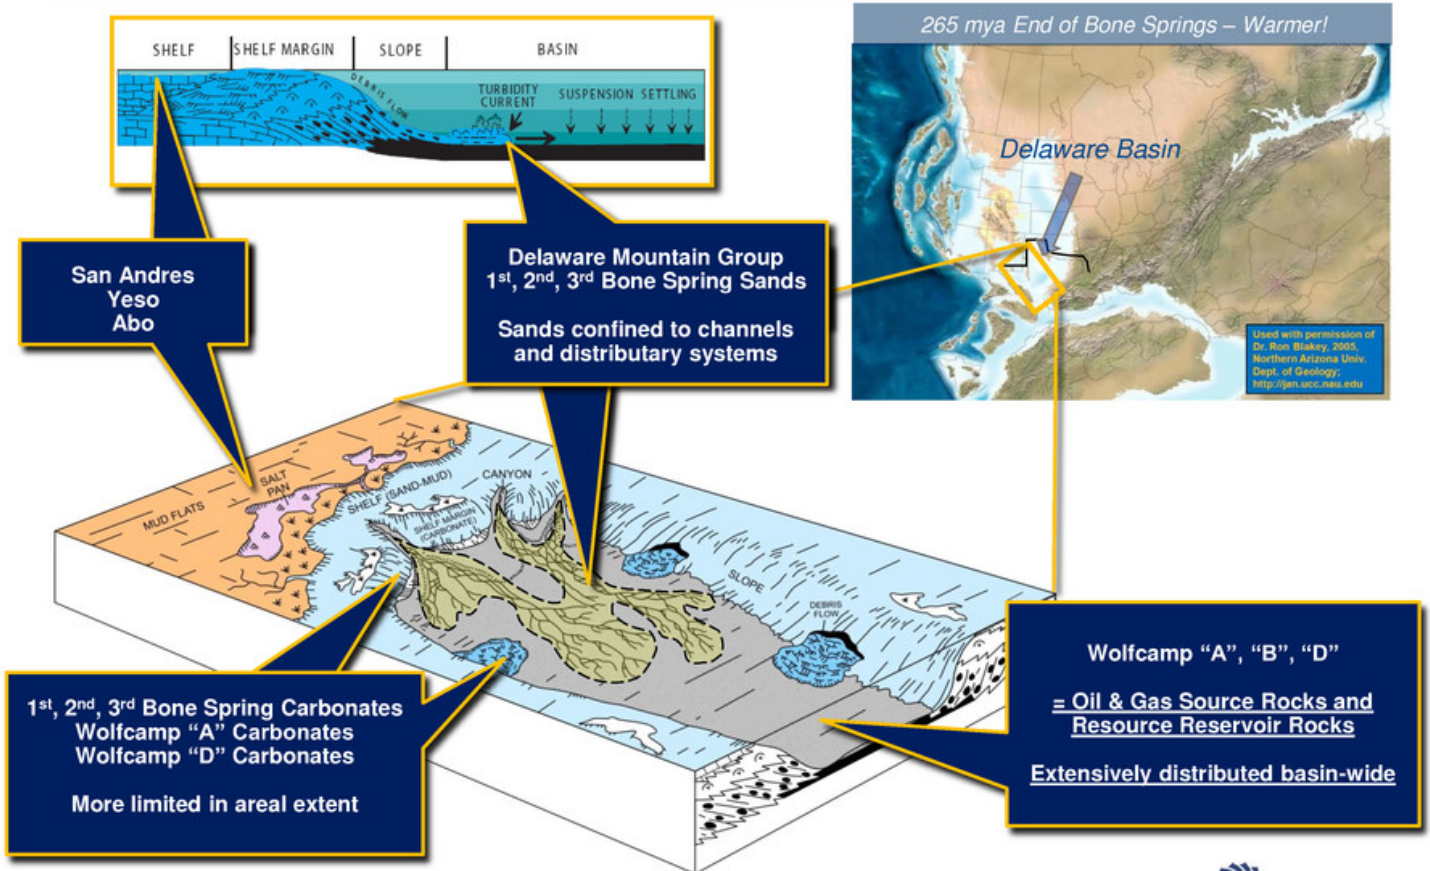 SHELF
SHELF MARGIN
SLOPE
BASIN
DEBRIS FLOW
TURBIDITY
CURRENT
SUSPENSION SETTLING
265 mya End of Bone Springs – Warmer!
Delaware Basin
Used with permission of
Dr. Ron Blakey, 2005,
Northern Arizona Univ.
Dept. of Geology;
http://jan.ucc.nau.edu
San Andres
Yeso
Abo
Delaware Mountain Group
1st, 2nd, 3rd Bone Spring Sands
Sands confined to channels
and distributary systems
MUD FLATS
SALT
PAN
SHELF (SAND-MUD)
CANYON
SHELF MARGIN
(CARBONATE)
SLOPE
DEBRIS
FLOW
1st, 2nd, 3rd Bone Spring Carbonates
Wolfcamp “A” Carbonates
Wolfcamp “D” Carbonates
More limited in areal extent
Wolfcamp “A”, “B”, “D”
= Oil & Gas Source Rocks and
Resource Reservoir Rocks
Extensively distributed basin-wide